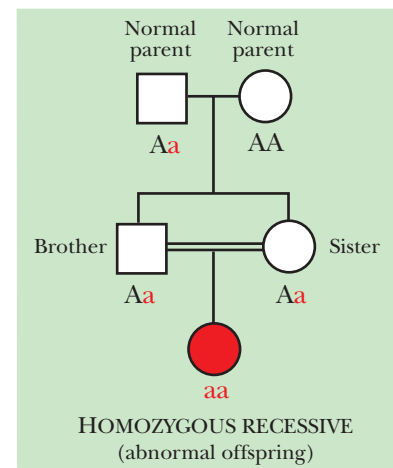 Normal parent
Normal parent
Aa
AA
Brother
Sister
Aa
Aa
aa
HOMOZYGOUS RECESSIVE
(abnormal offspring)